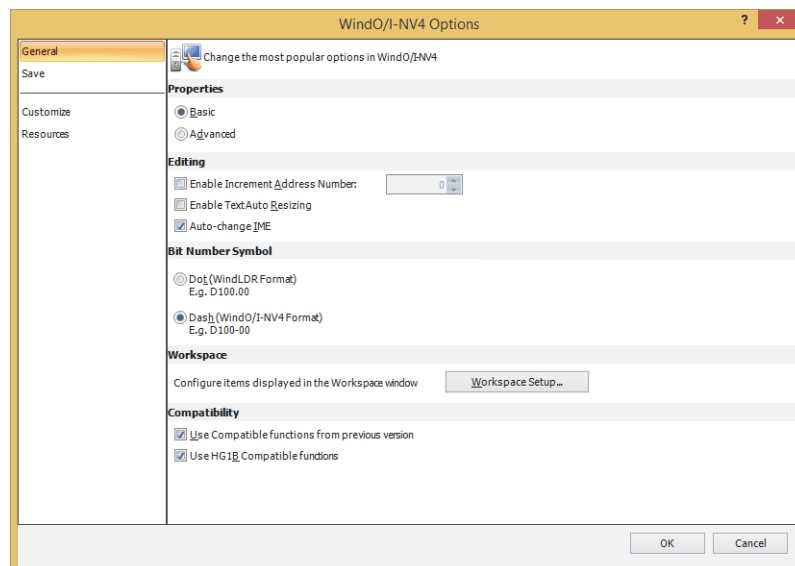 WindO/I-NV4 Options
?
General
Save
Customize
Resources
Change the most popular options in WindO/I-NV4
Properties
Basic
Advanced
Editing
Enable Increment Address Number: 0
Enable Text Auto Resizing
Auto-change IME
Bit Number Symbol
Dot (WindLDR Format)
E.g. D100.00
Dash (WindO/I-NV4 Format)
E.g. D100-00
Workspace
Configure items displayed in the Workspace window Workspace Setup...
Compatibility
Use Compatible functions from previous version
Use HG1B Compatible functions
OK Cancel